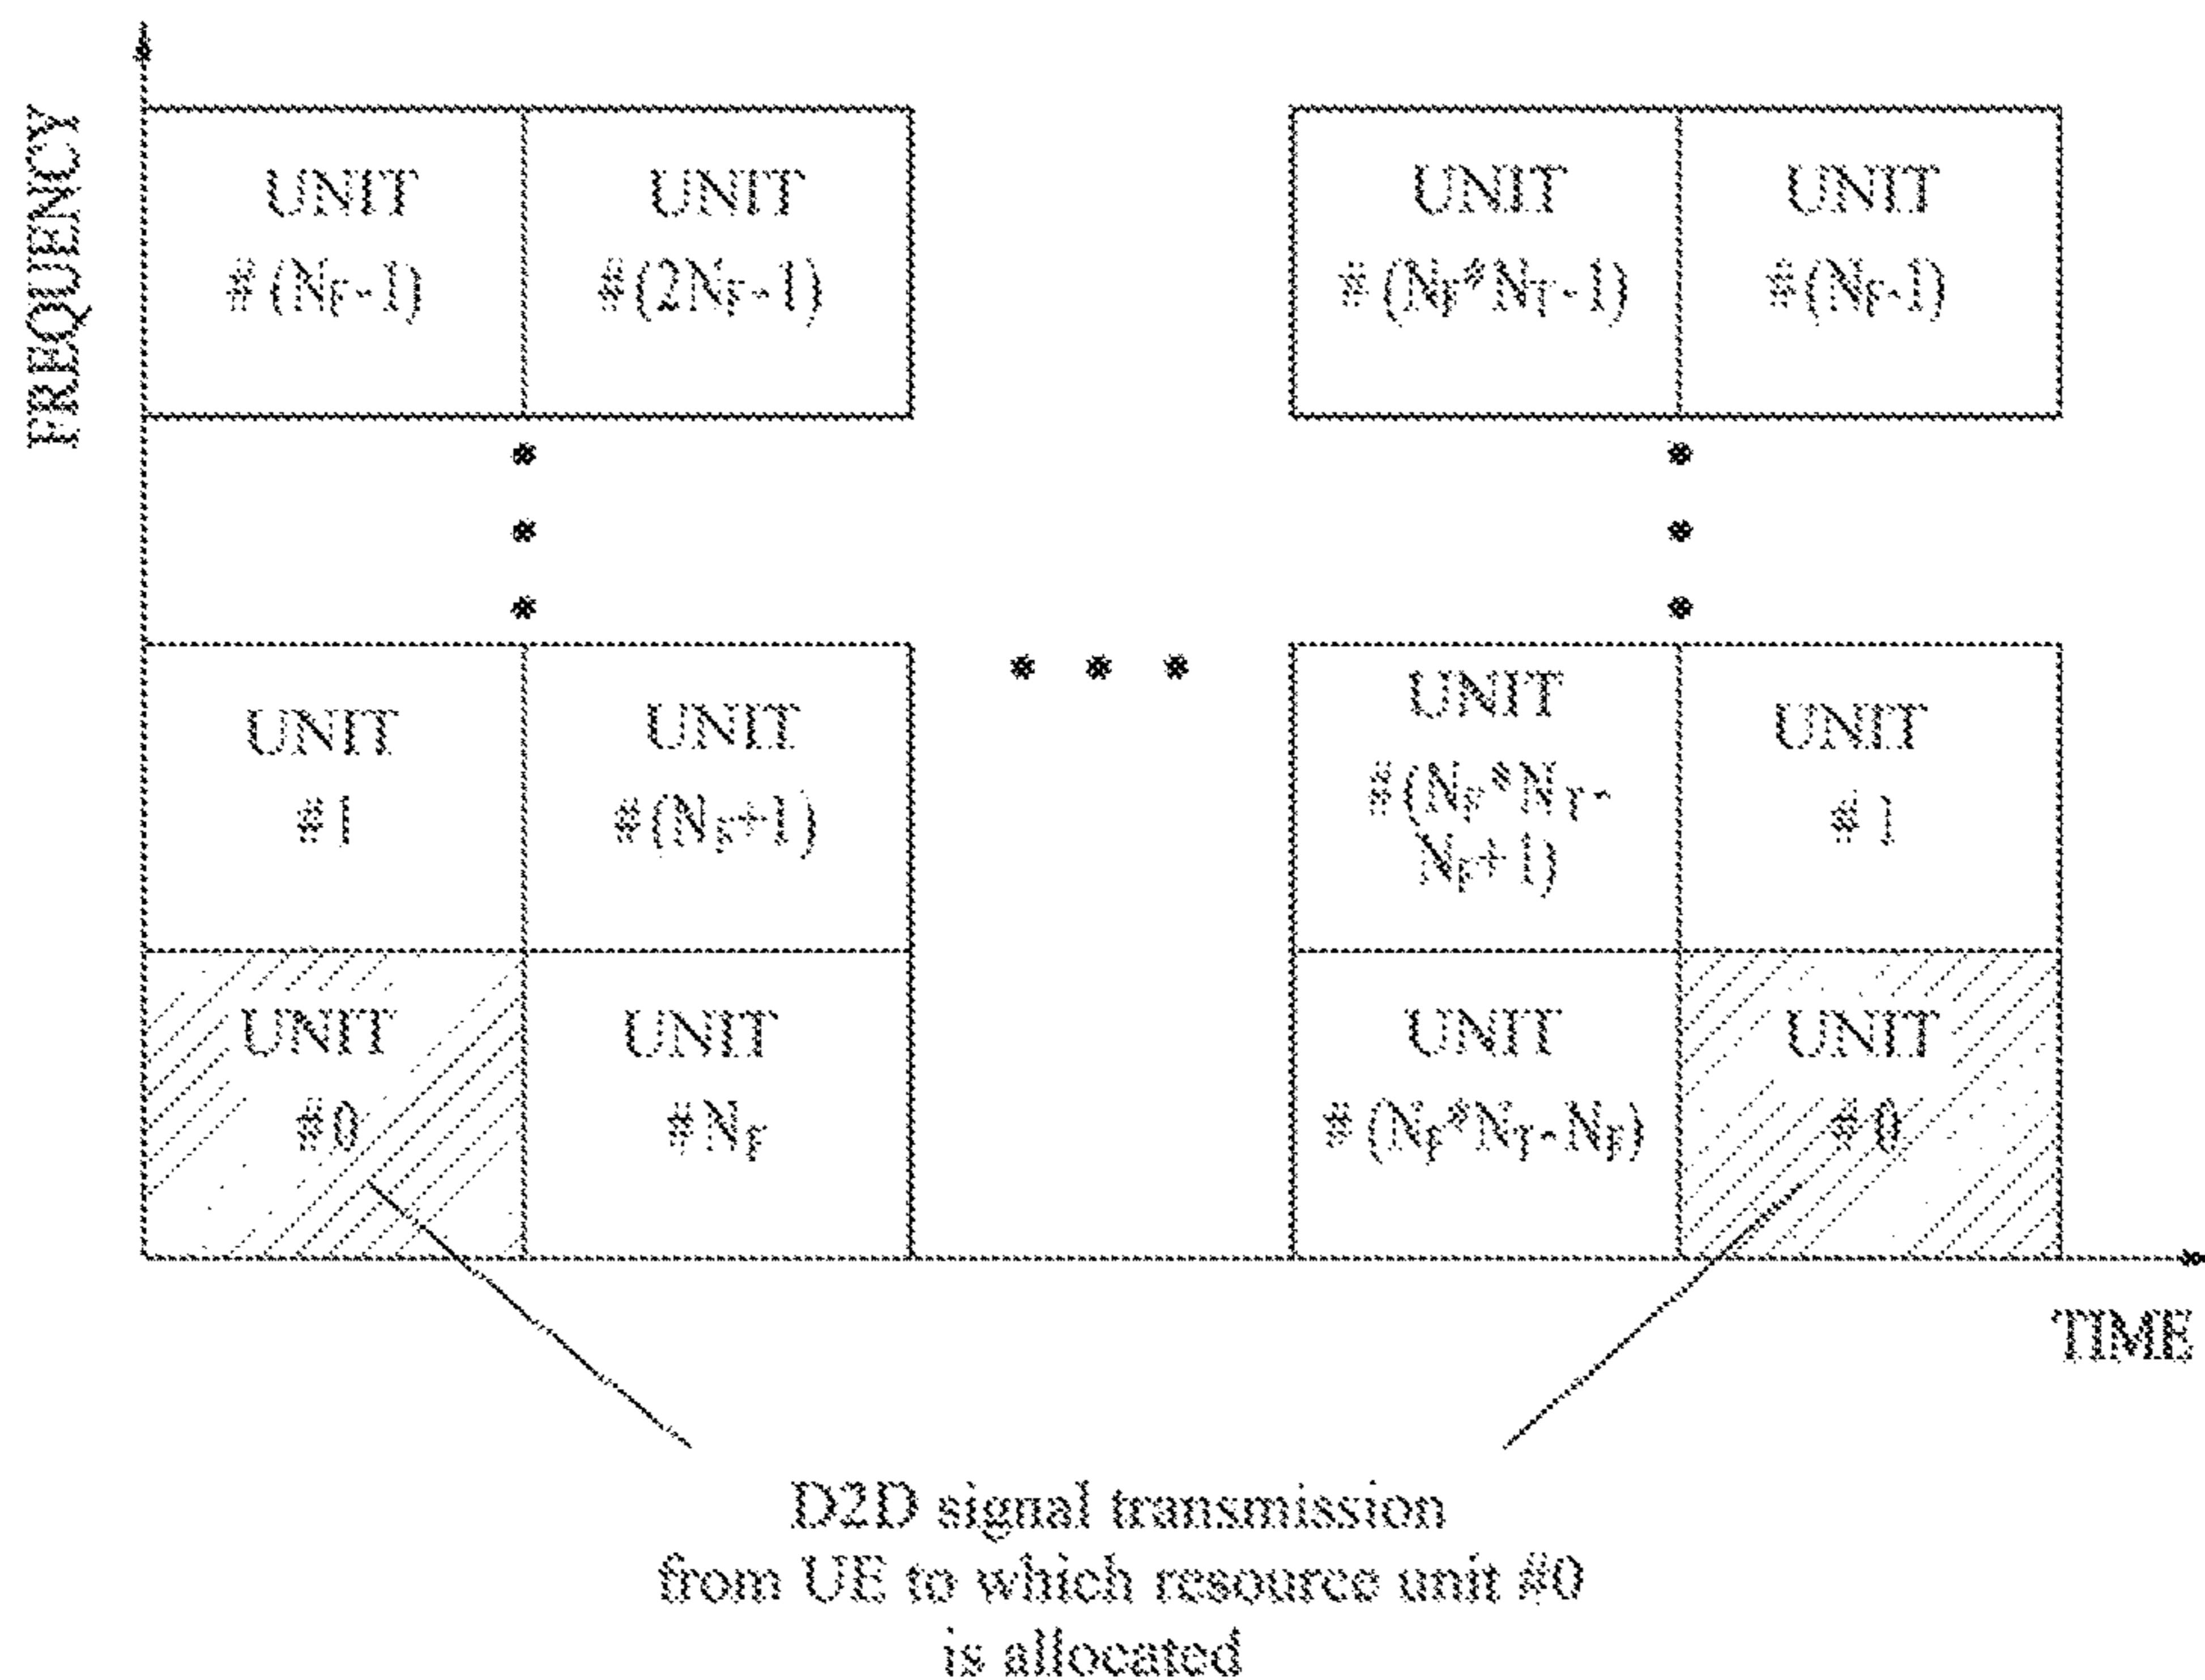 FREQUENCY
UNIT
#(NF-1)
UNIT
#(2NF-1)
UNIT
#(NF*NT-1)
UNIT
#(NF-1)
UNIT
#1
UNIT
#(NF+1)
UNIT
#(NF*NT-
NF+1)
UNIT
#1
UNIT
#0
UNIT
#NF
UNIT
#(NF*NT-NF)
UNIT
#0
TIME
D2D signal transmission
from UE to which resource unit #0
is allocated